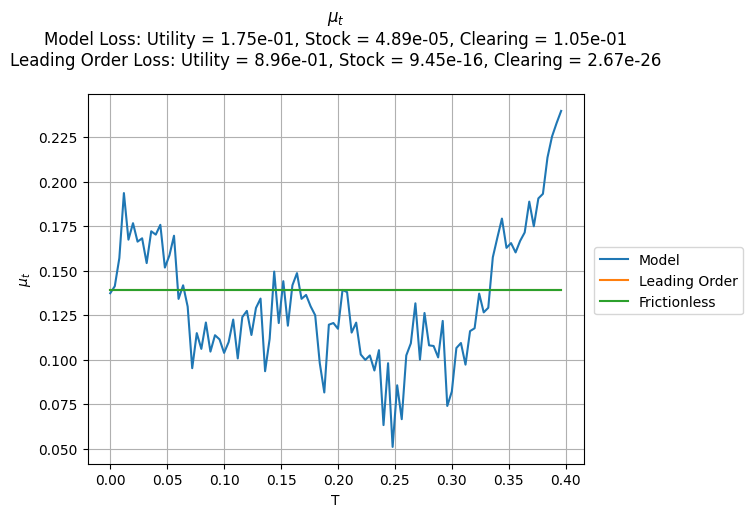 μₜ
Model Loss: Utility = 1.75e-01, Stock = 4.89e-05, Clearing = 1.05e-01
Leading Order Loss: Utility = 8.96e-01, Stock = 9.45e-16, Clearing = 2.67e-26
0.225
0.200
0.175
0.150
0.125
0.100
0.075
0.050
μₜ
0.00 0.05 0.10 0.15 0.20 0.25 0.30 0.35 0.40
T
Model
Leading Order
Frictionless